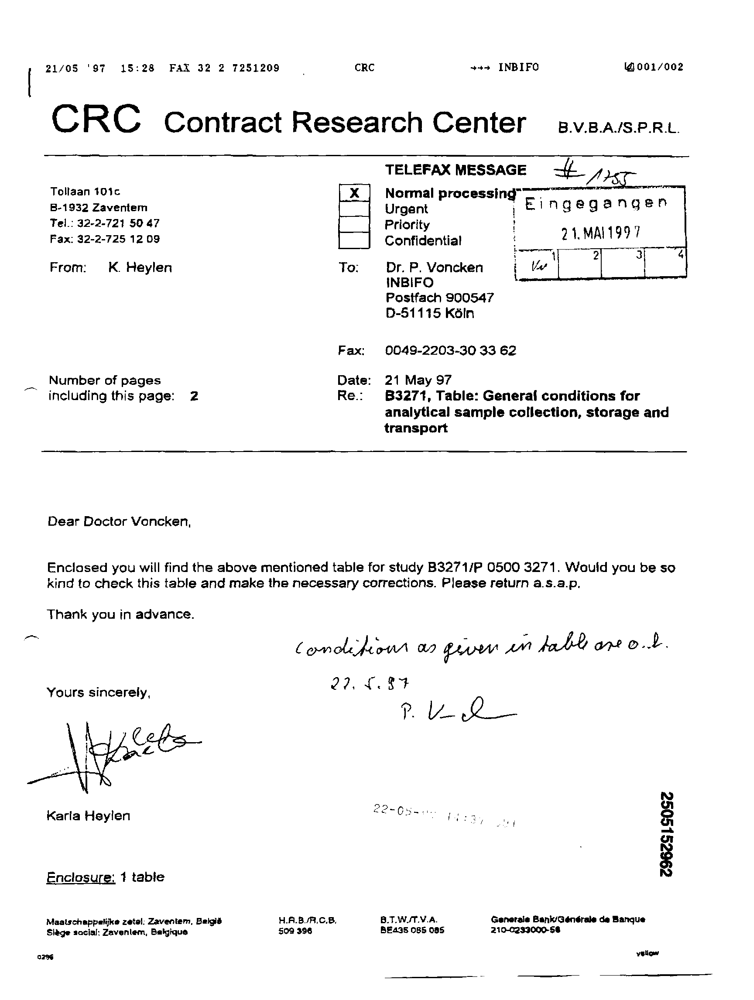 21/05 '97 15:28 FAX 32 2 7251209 CRC →→→ INBIFO 001/002
CRC Contract Research Center B.V.B.A./S.P.R.L.
TELEFAX MESSAGE # 1255
Tollaan 101c
B-1932 Zaventem
Tel.: 32-2-721 50 47
Fax: 32-2-725 12 09
X Normal processing
Urgent
Priority
Confidential
Eingegangen
21. MAI 1997
1 2 3 4
From: K. Heylen
To: Dr. P. Voncken
INBIFO
Postfach 900547
D-51115 Köln
Fax: 0049-2203-30 33 62
Number of pages
including this page: 2
Date: 21 May 97
Re.: B3271, Table: General conditions for
analytical sample collection, storage and
transport
Dear Doctor Voncken,
Enclosed you will find the above mentioned table for study B3271/P 0500 3271. Would you be so
kind to check this table and make the necessary corrections. Please return a.s.a.p.
Thank you in advance.
conditions as given in table are o.k.
22. 5. 97
P. V
Yours sincerely,
Karla Heylen
22-05-
Enclosure: 1 table
2505152962
Maatschappelijke zetel: Zaventem, België
Siège social: Zaventem, Belgique
H.R.B./R.C.B.
509 396
B.T.W./T.V.A.
BE435 085 085
Generale Bank/Générale de Banque
210-0233000-56
0296
yellow